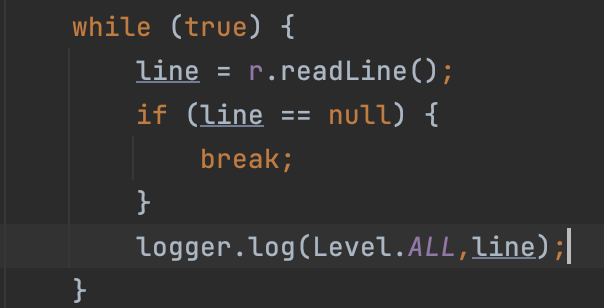 while (true) {
line = r.readLine();
if (line == null) {
break;
}
logger.log(Level.ALL,line);
}